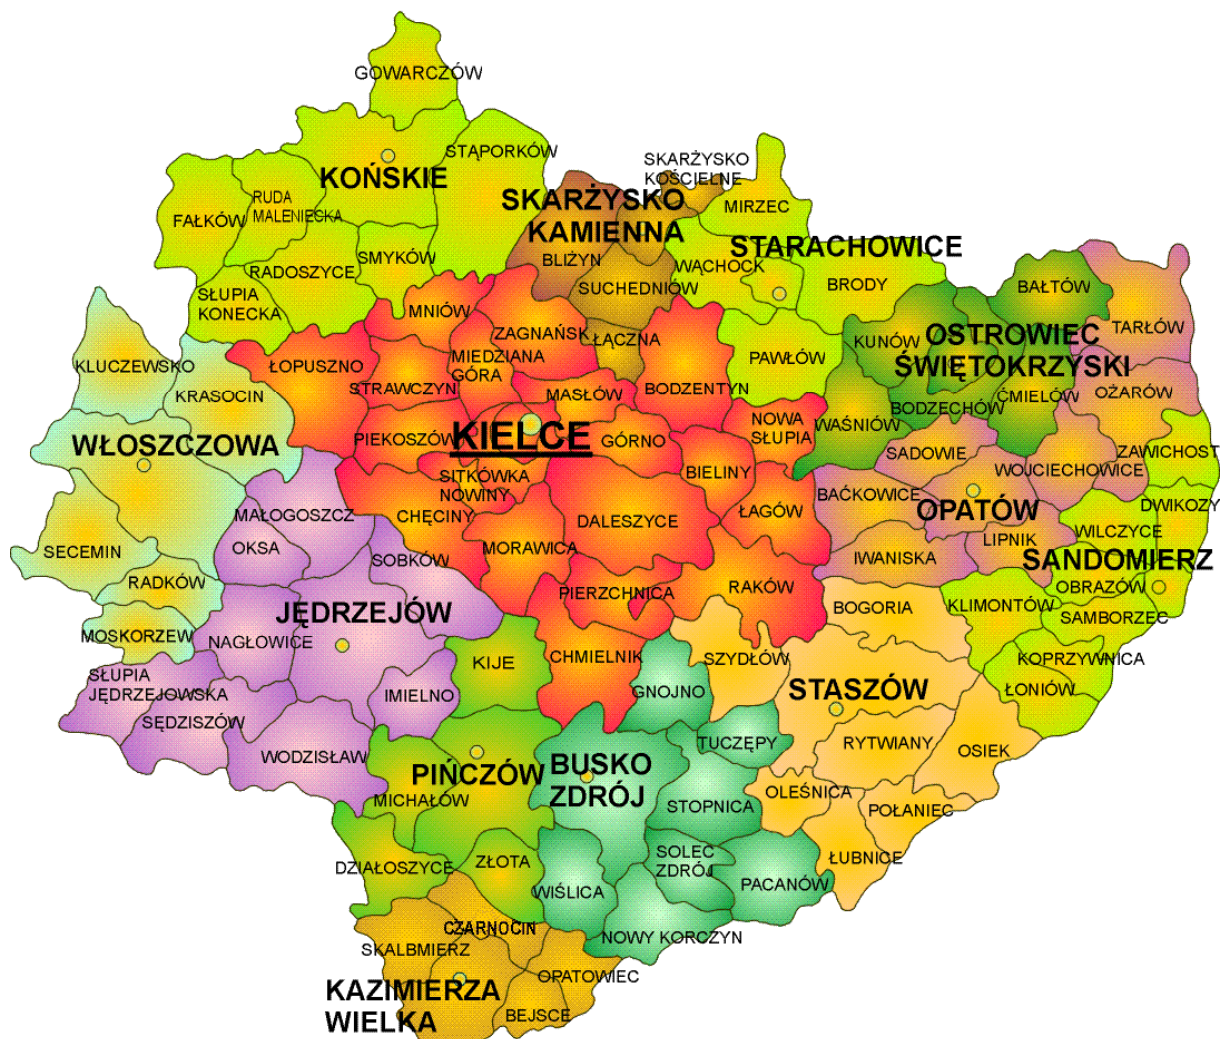 GOWARCZÓW
STĄPORKÓW
KOŃSKIE
RUDA
MALENIECKA
FAŁKÓW
SMYKÓW
RADOSZYCE
SŁUPIA
KONECKA
SKARŻYSKO
KOŚCIELNE
SKARŻYSKO
KAMIENNA
BLIŻYN
SUCHEDNIÓW
ŁĄCZNA
MIRZEC
STARACHOWICE
WĄCHOCK
BRODY
PAWŁÓW
BAŁTÓW
KUNÓW
OSTROWIEC
ŚWIĘTOKRZYSKI
ĆMIELÓW
BODZECHÓW
WAŚNIÓW
TARŁÓW
OŻARÓW
SADOWIE
WOJCIECHOWICE
BAĆKOWICE
OPATÓW
LIPNIK
IWANISKA
ZAWICHOST
DWIKOZY
WILCZYCE
SANDOMIERZ
OBRAZÓW
SAMBORZEC
KLIMONTÓW
KOPRZYWNICA
ŁONIÓW
KLUCZEWSKO
KRASOCIN
WŁOSZCZOWA
SECEMIN
RADKÓW
MOSKORZEW
MNIÓW
ZAGNAŃSK
ŁOPUSZNO
MIEDZIANA
GÓRA
STRAWCZYN
MASŁÓW
BODZENTYN
PIEKOSZÓW
KIELCE
GÓRNO
NOWA
SŁUPIA
BIELINY
SITKÓWKA
NOWINY
CHĘCINY
DALESZYCE
ŁAGÓW
MORAWICA
PIERZCHNICA
RAKÓW
CHMIELNIK
MAŁOGOSZCZ
OKSA
SOBKÓW
JĘDRZEJÓW
NAGŁOWICE
SŁUPIA
JĘDRZEJOWSKA
SĘDZISZÓW
IMIELNO
WODZISŁAW
KIJE
PIŃCZÓW
MICHAŁÓW
DZIAŁOSZYCE
ZŁOTA
GNOJNO
BUSKO
ZDRÓJ
TUCZĘPY
STOPNICA
SOLEC
ZDRÓJ
WIŚLICA
PACANÓW
NOWY KORCZYN
BOGORIA
SZYDŁÓW
STASZÓW
RYTWIANY
OSIEK
OLEŚNICA
POŁANIEC
ŁUBNICE
CZARNOCIN
SKALBMIERZ
KAZIMIERZA
WIELKA
OPATOWIEC
BEJSCE